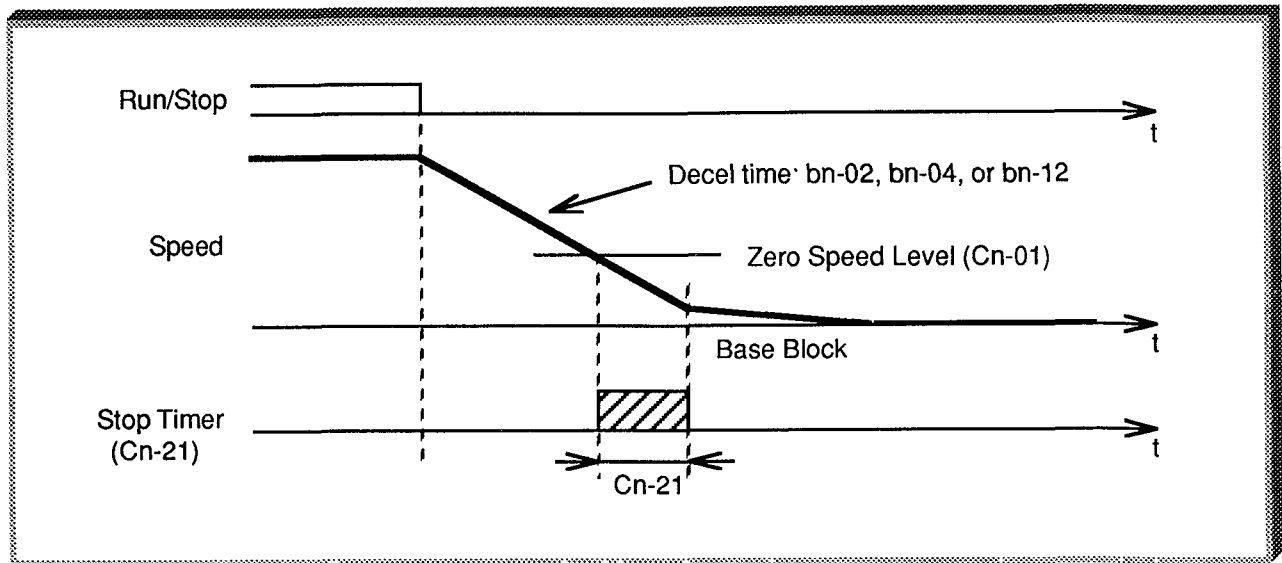 Run/Stop
t
Decel time: bn-02, bn-04, or bn-12
Speed
Zero Speed Level (Cn-01)
t
Base Block
Stop Timer
(Cn-21)
t
Cn-21